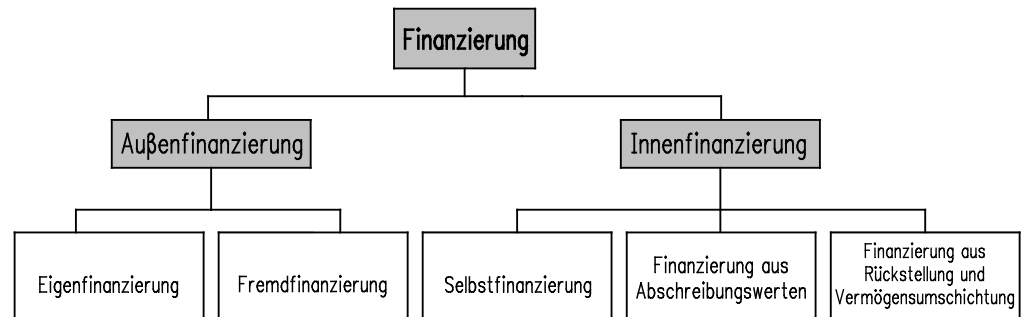 Finanzierung
Außenfinanzierung
Innenfinanzierung
Eigenfinanzierung
Fremdfinanzierung
Selbstfinanzierung
Finanzierung aus
Abschreibungswerten
Finanzierung aus
Rückstellung und
Vermögensumschichtung